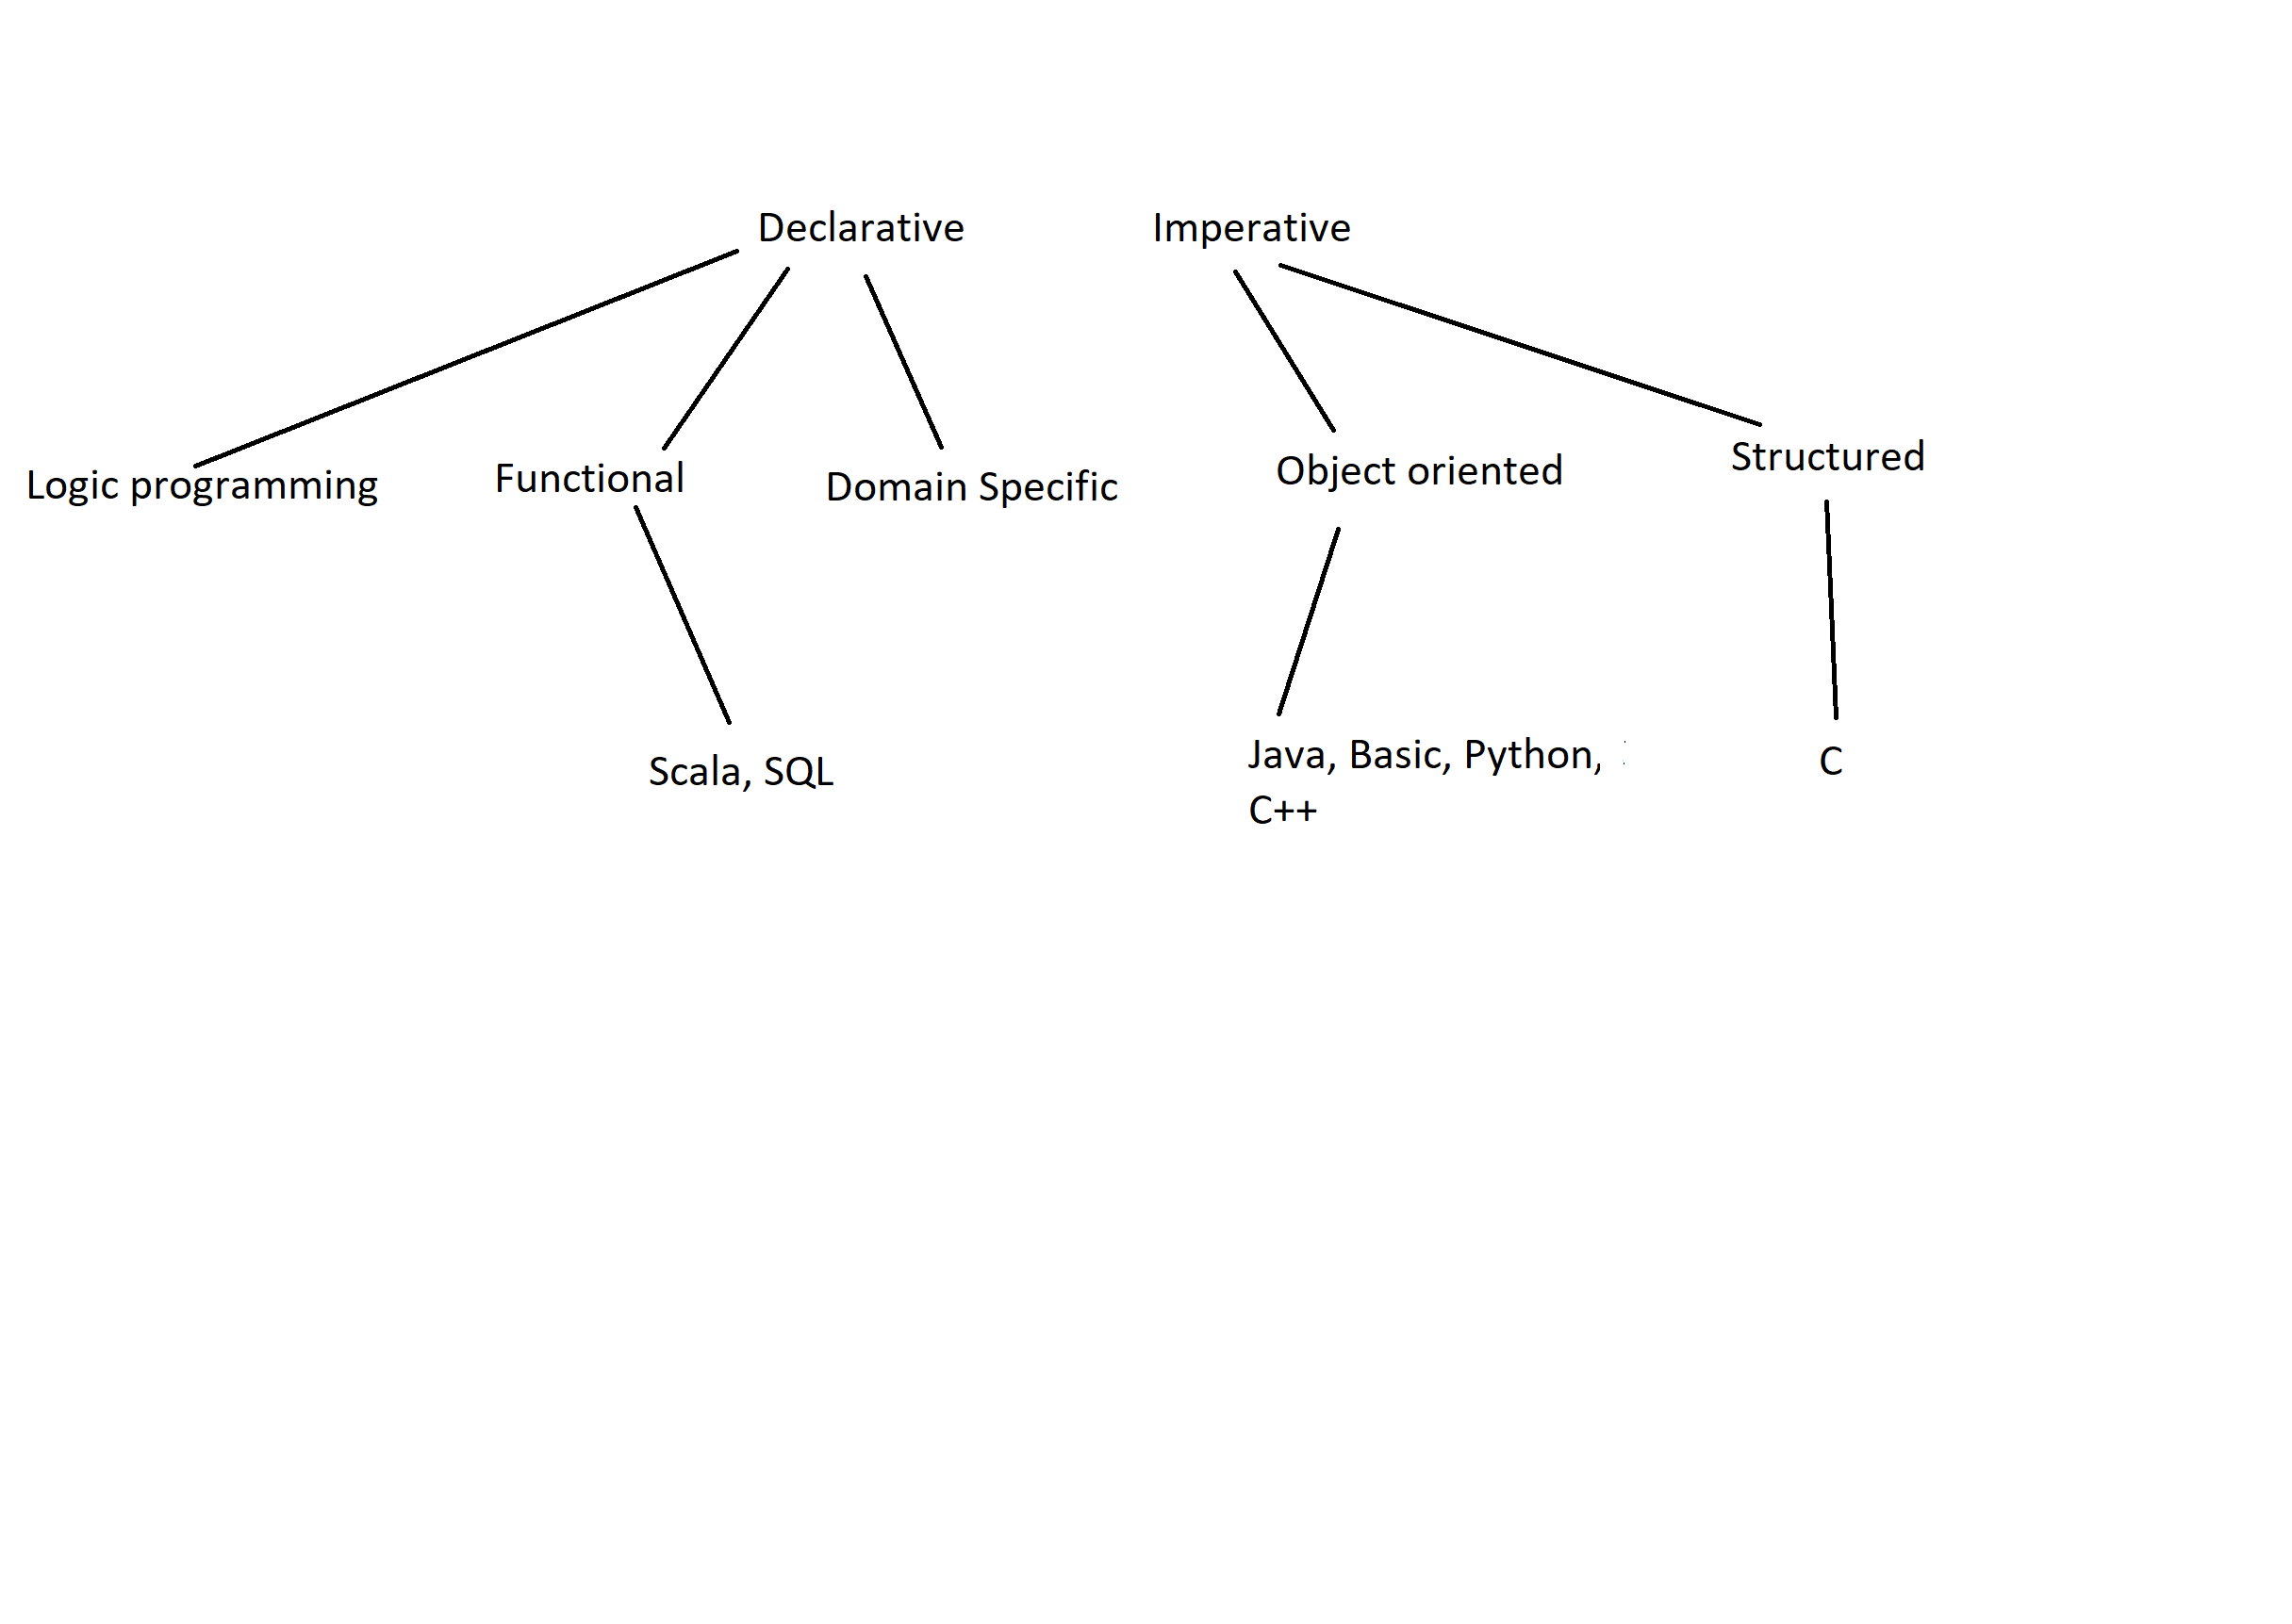 Declarative
Imperative
Logic programming
Functional
Domain Specific
Object oriented
Structured
Scala, SQL
Java, Basic, Python,
C++
C